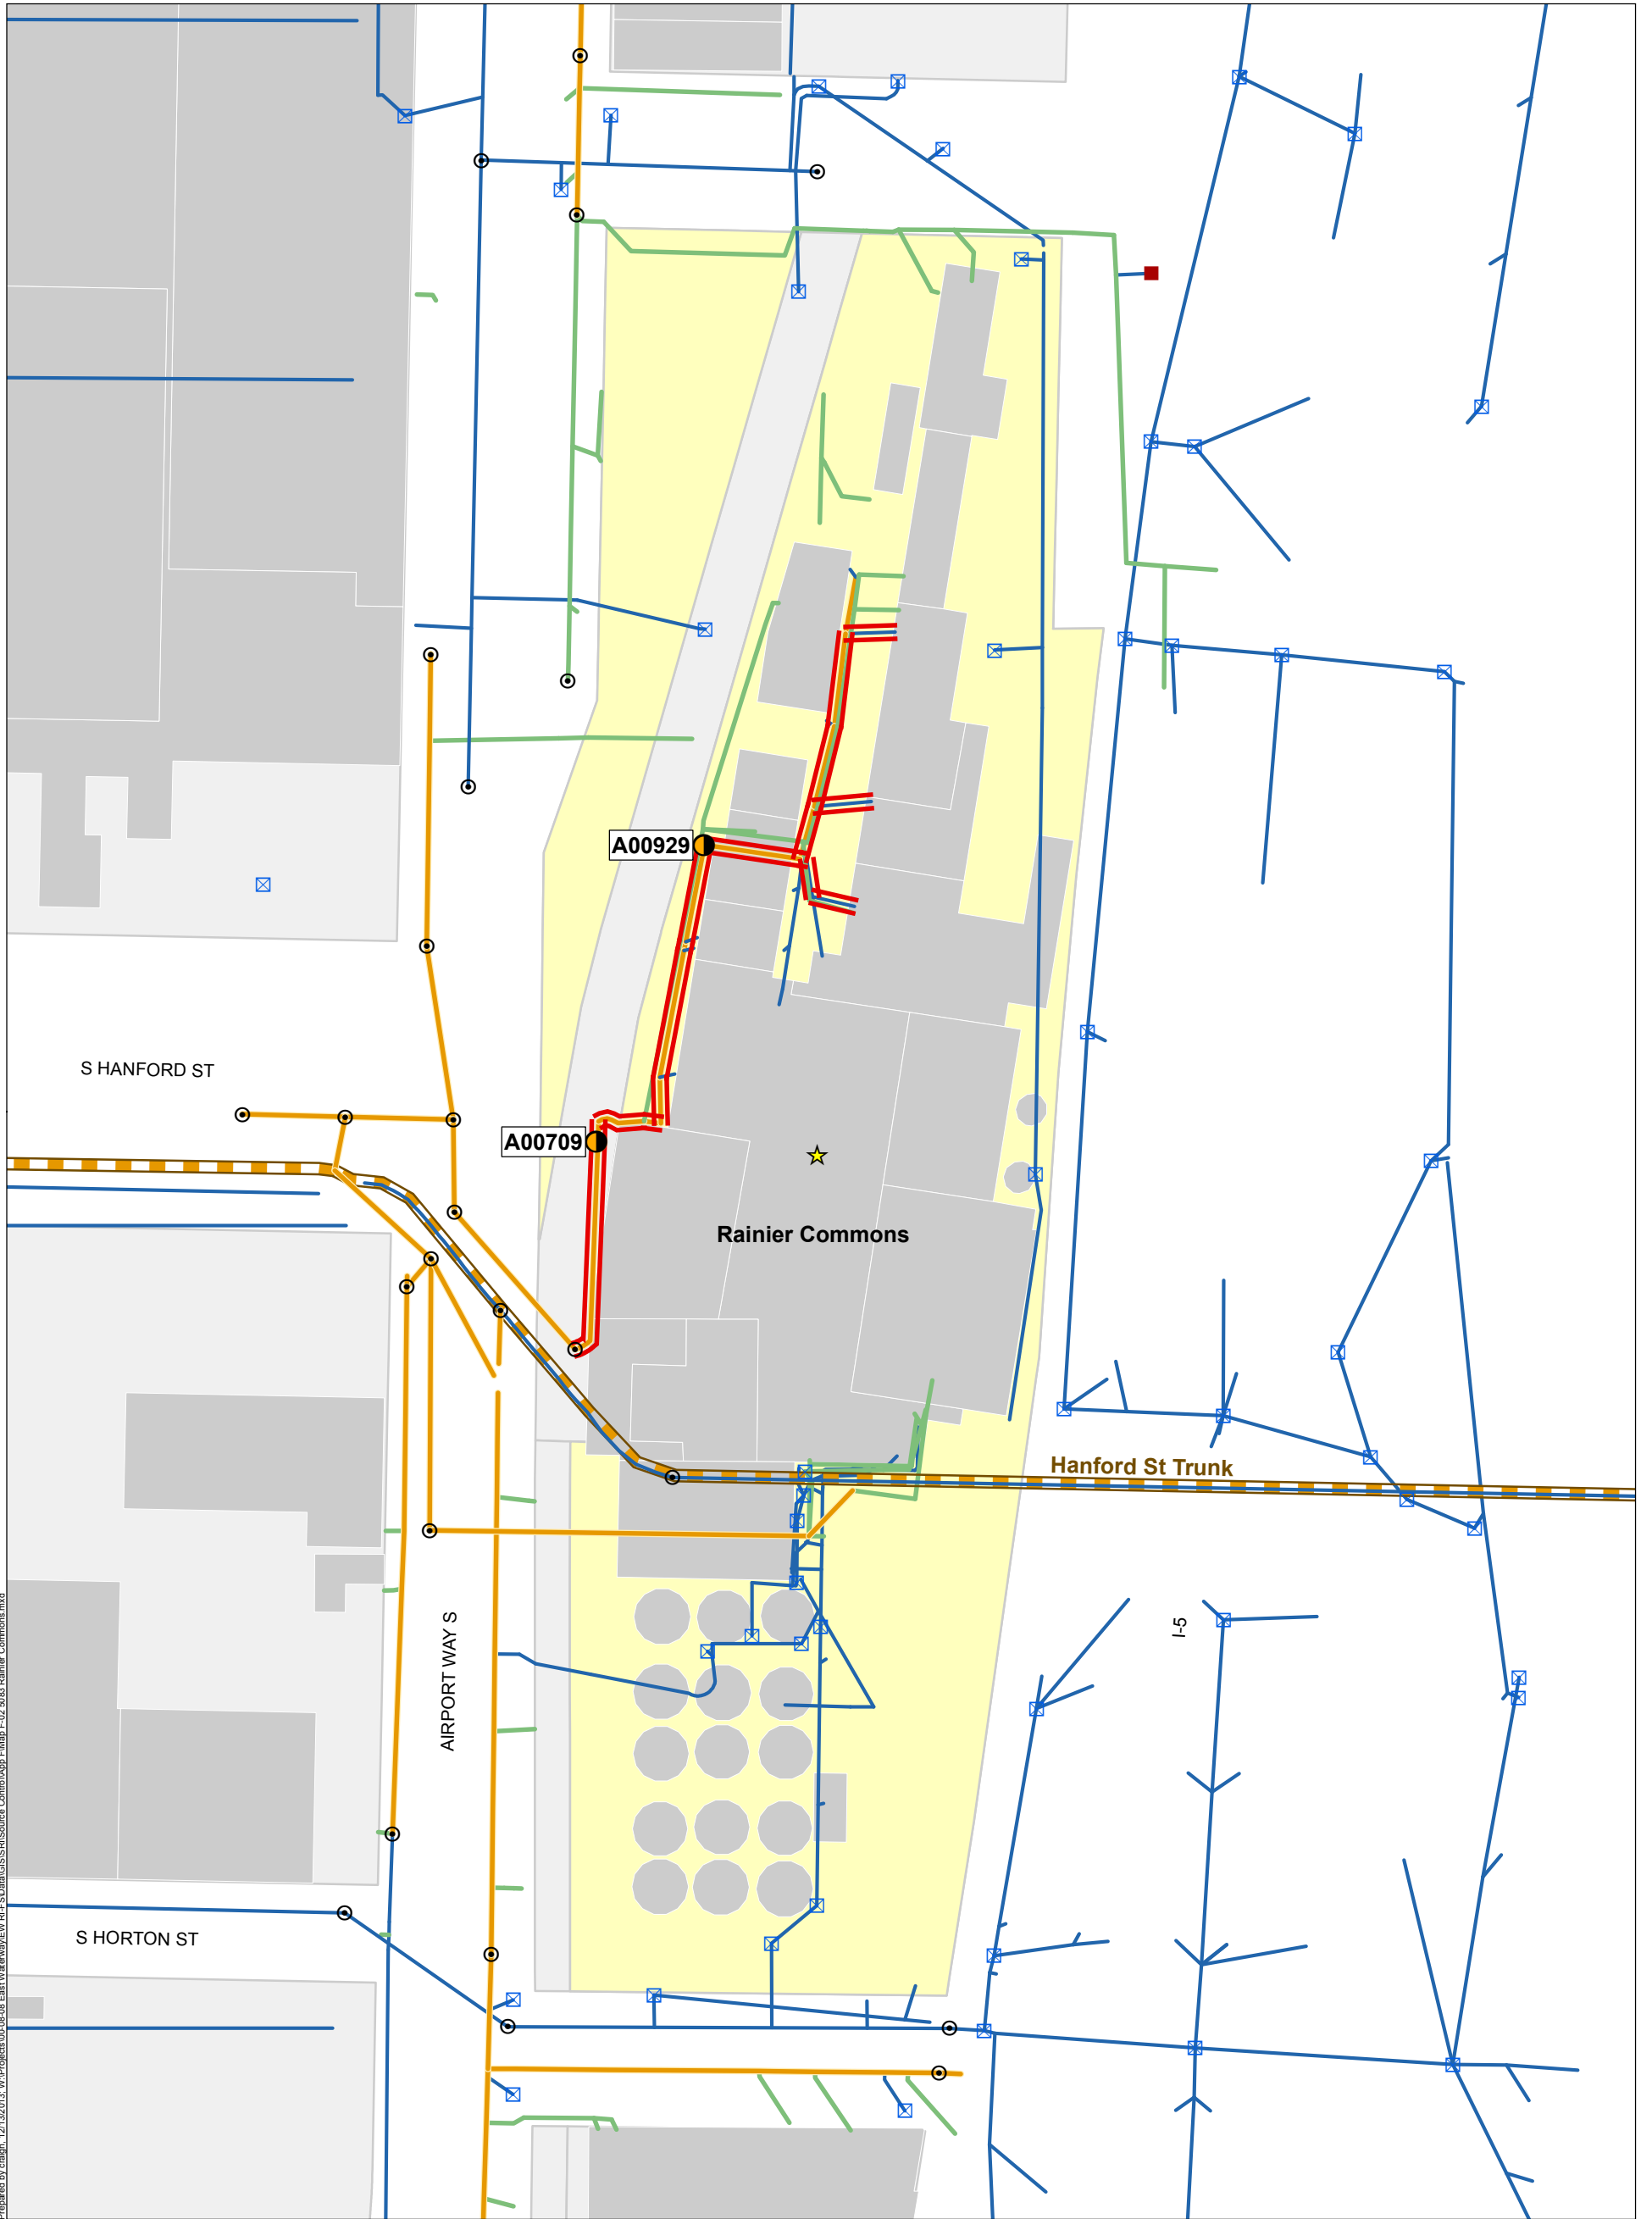 A00929
S HANFORD ST
A00709
Rainier Commons
Hanford St Trunk
I-5
AIRPORT WAY S
S HORTON ST